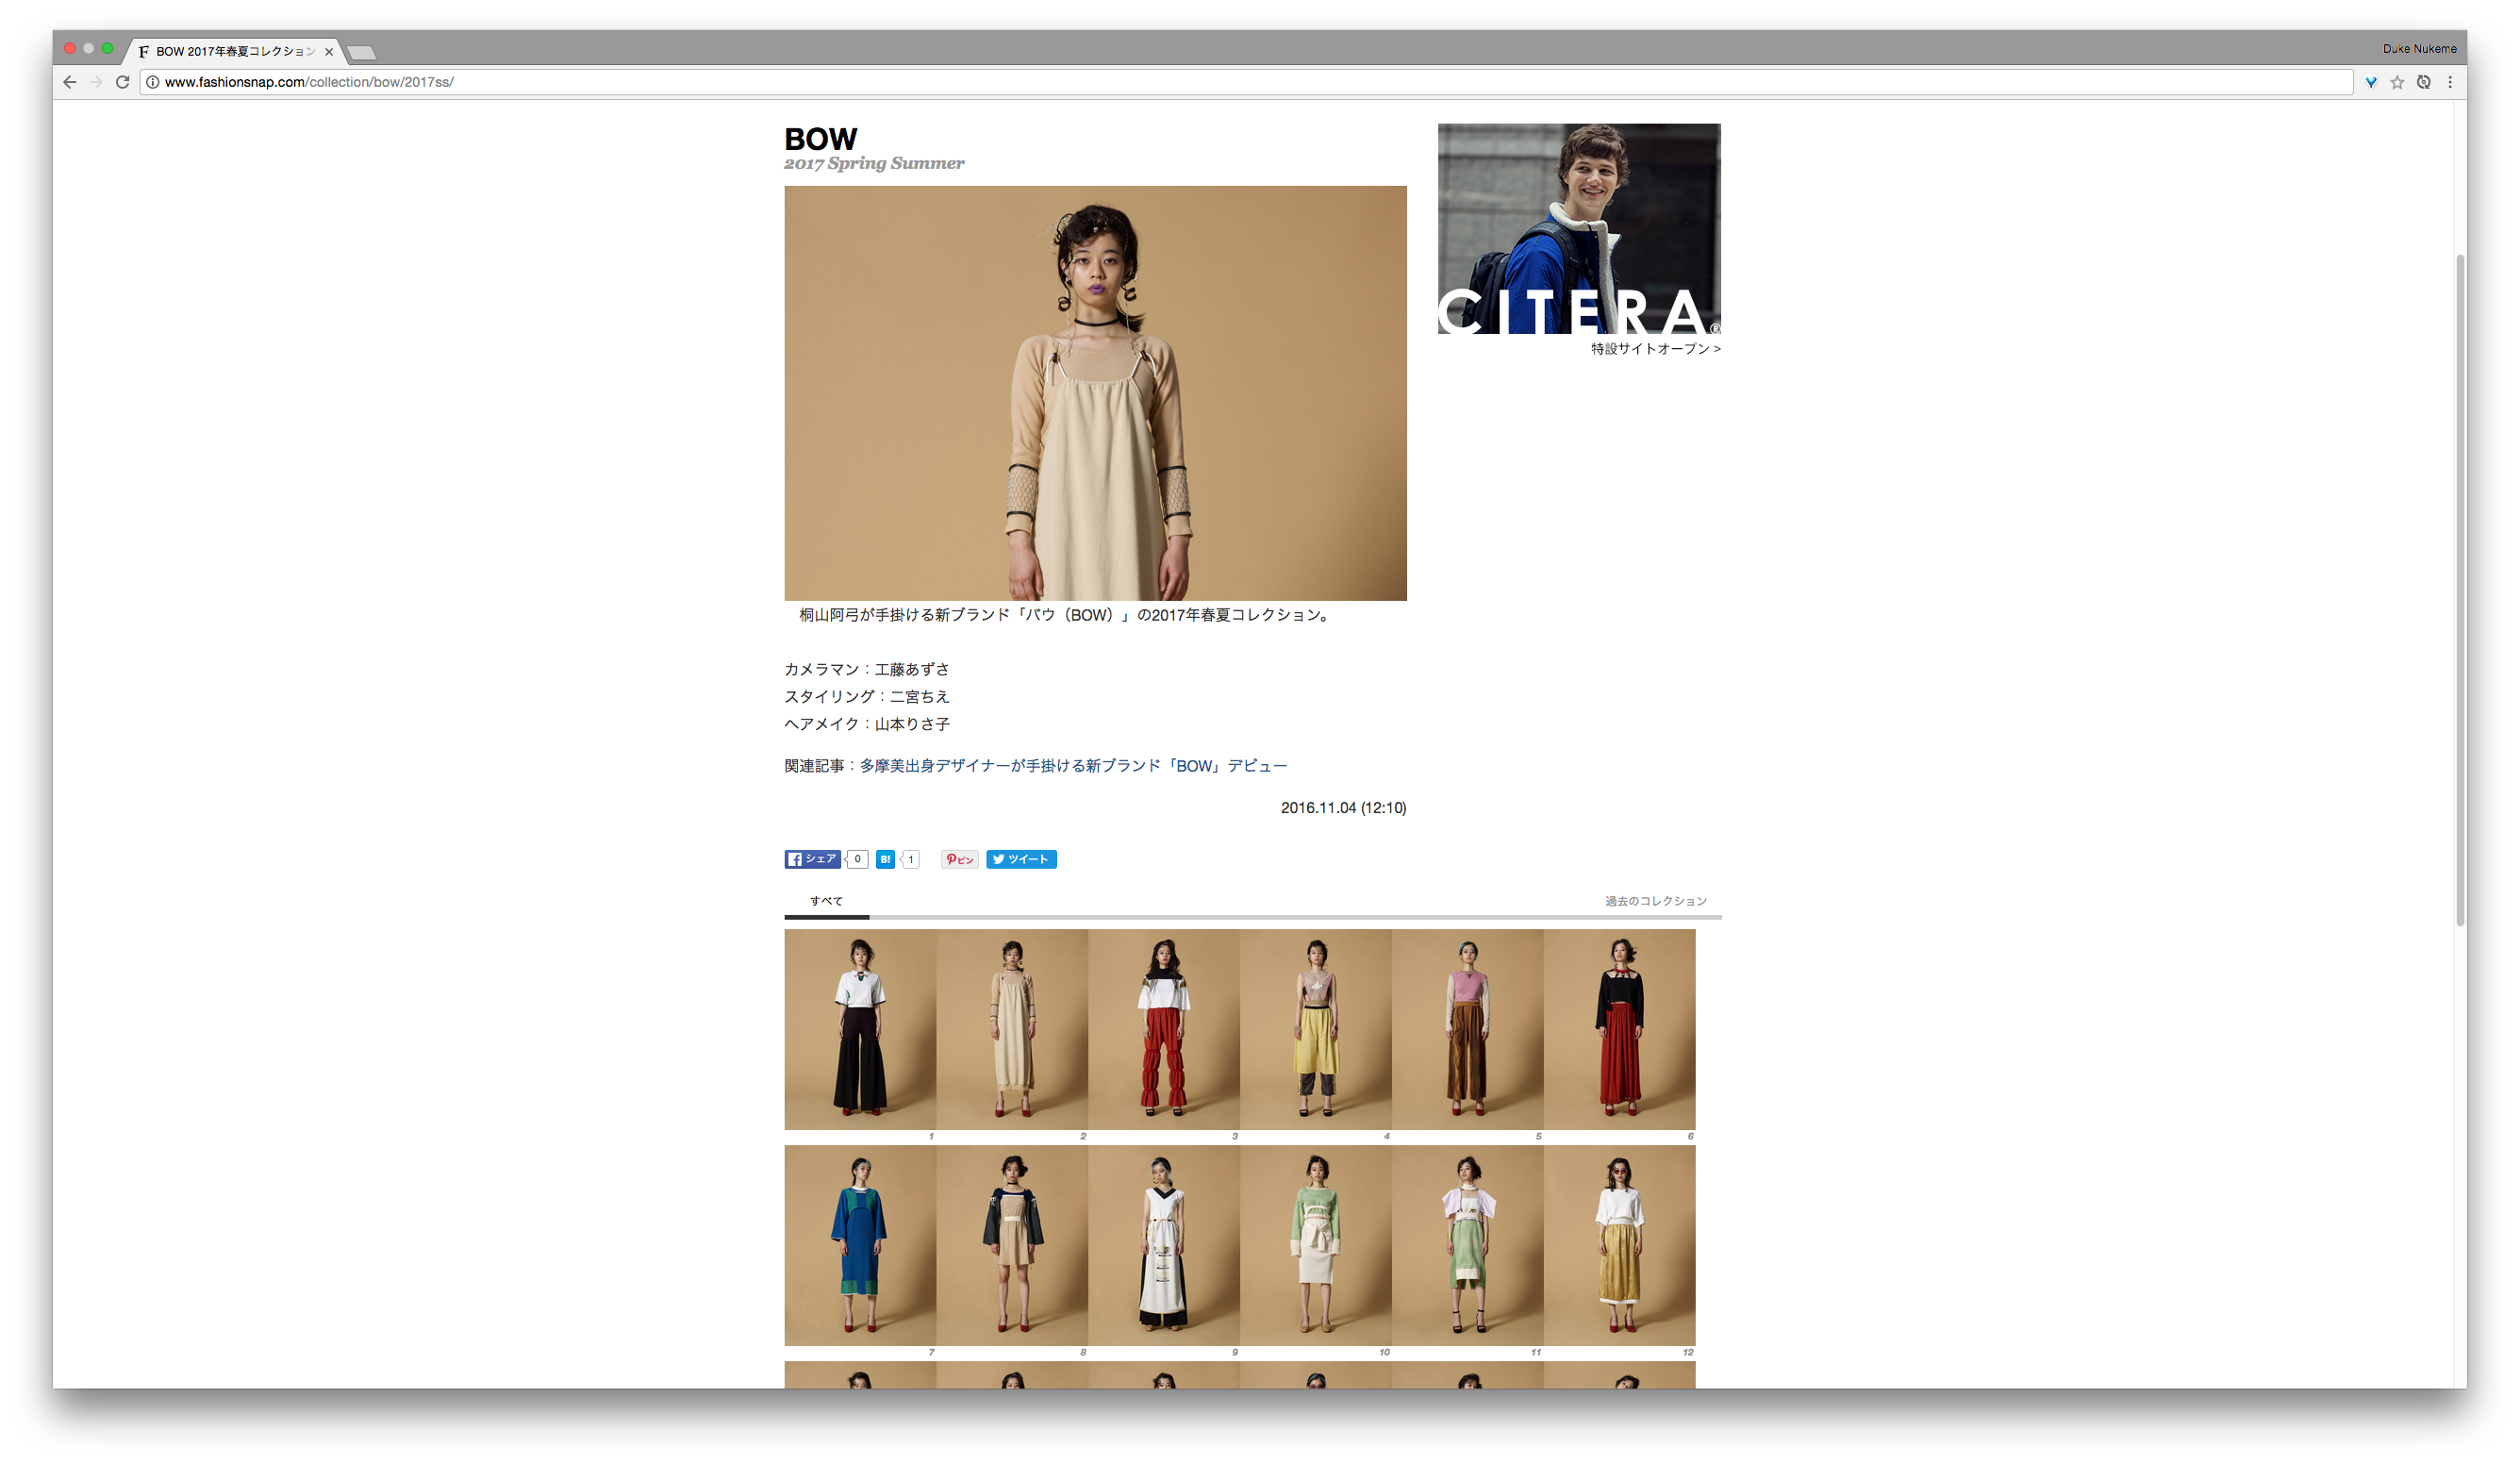 BOW 2017年春夏コレクション
Duke Nukeme
www.fashionsnap.com/collection/bow/2017ss/
BOW
2017 Spring Summer
CITERA®
特設サイトオープン >
桐山阿弓が手掛ける新ブランド「バウ（BOW）」の2017年春夏コレクション。
カメラマン：工藤あずさ
スタイリング：二宮ちえ
ヘアメイク：山本りさ子
関連記事：多摩美出身デザイナーが手掛ける新ブランド「BOW」デビュー
2016.11.04 (12:10)
シェア 0 B! 1 ピン ツイート
すべて 過去のコレクション
1 2 3 4 5 6
7 8 9 10 11 12